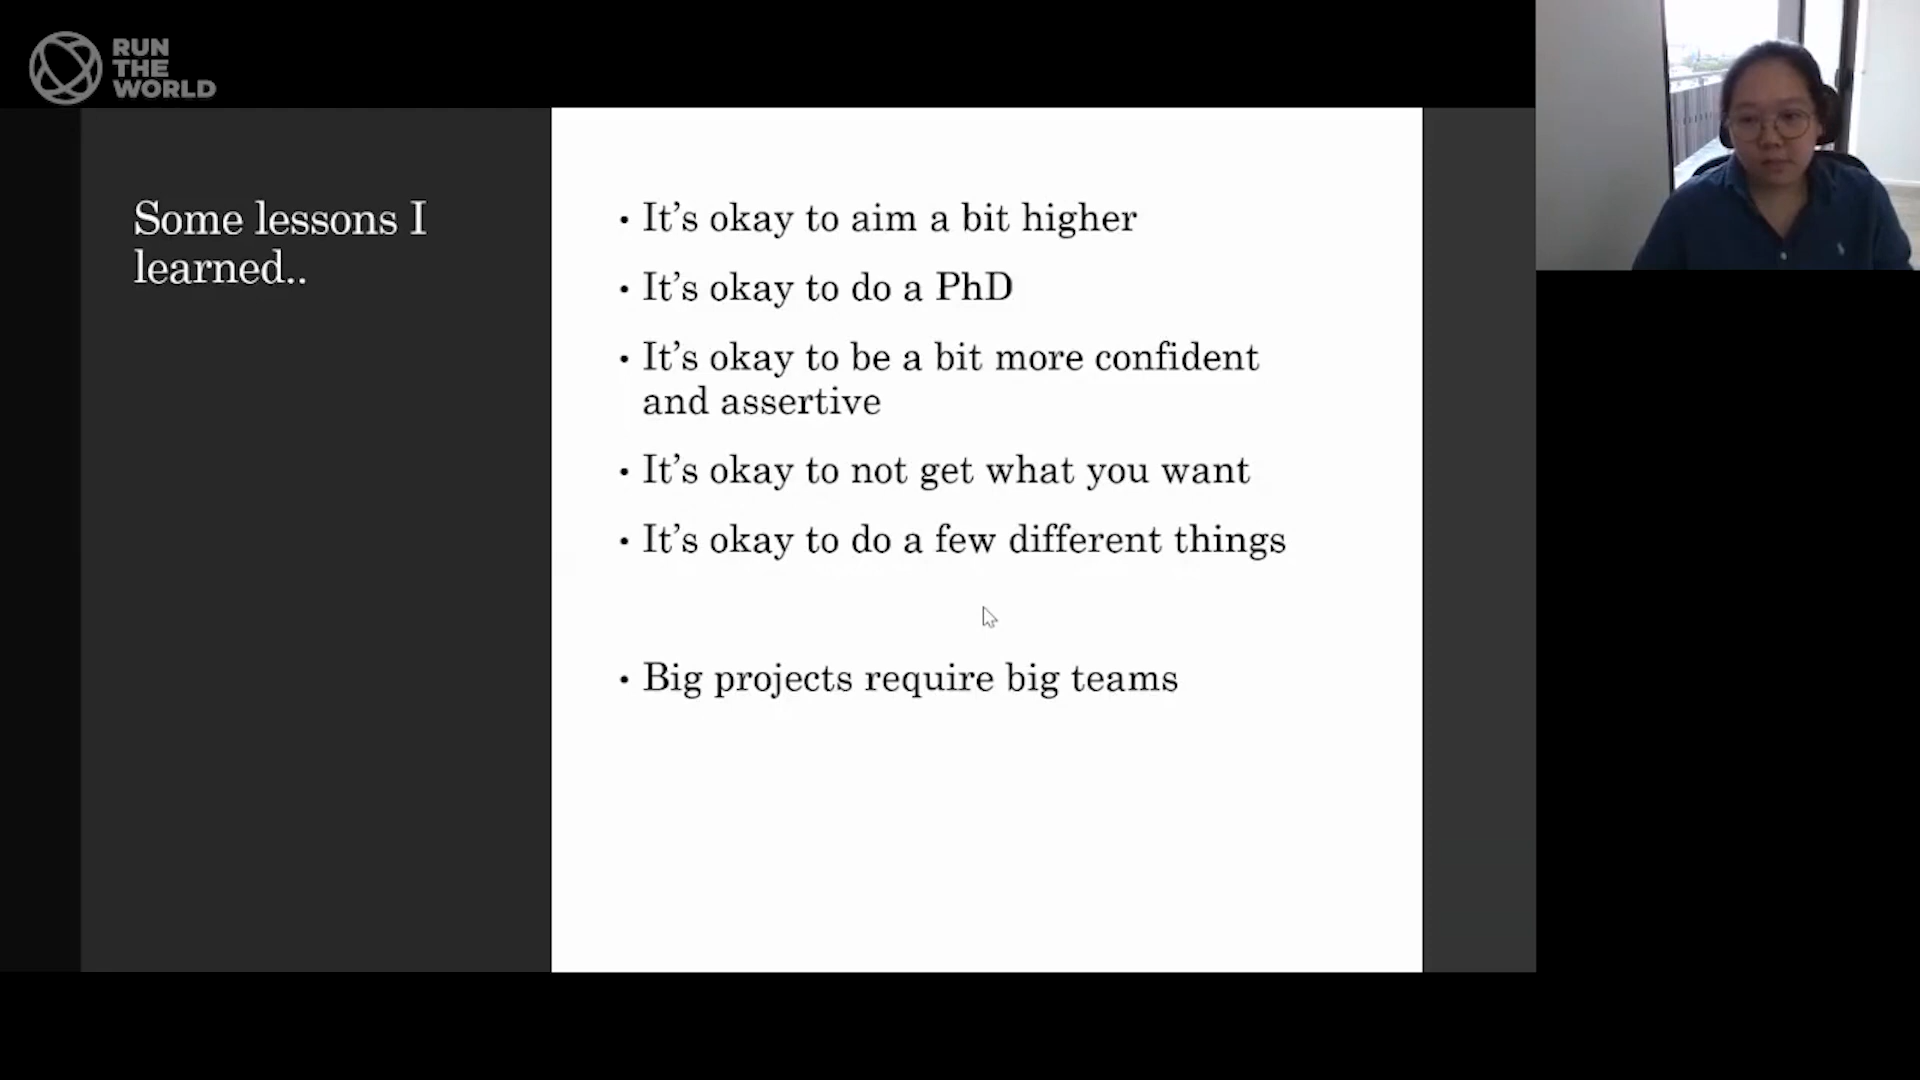 RUN
THE
WORLD
Some lessons I
learned..
• It’s okay to aim a bit higher
• It’s okay to do a PhD
• It’s okay to be a bit more confident
and assertive
• It’s okay to not get what you want
• It’s okay to do a few different things
• Big projects require big teams